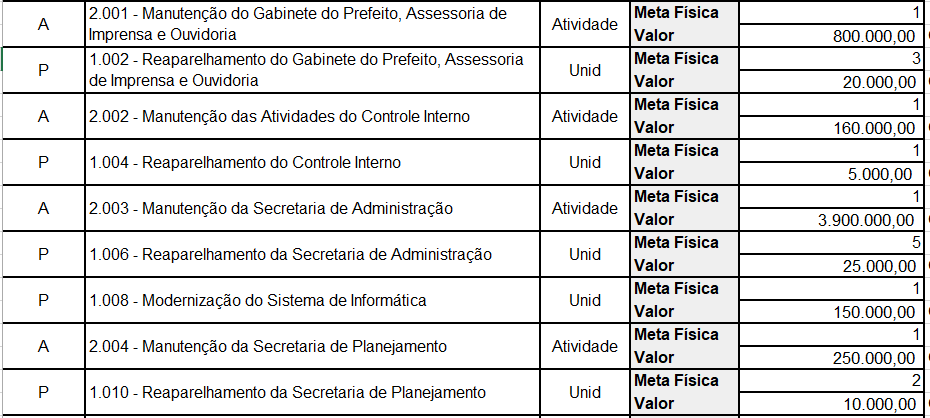 A
2.001 - Manutenção do Gabinete do Prefeito, Assessoria de
Imprensa e Ouvidoria
Atividade
Meta Física
1
Valor
800.000,00
P
1.002 - Reaparelhamento do Gabinete do Prefeito, Assessoria
de Imprensa e Ouvidoria
Unid
Meta Física
3
Valor
20.000,00
A
2.002 - Manutenção das Atividades do Controle Interno
Atividade
Meta Física
1
Valor
160.000,00
P
1.004 - Reaparelhamento do Controle Interno
Unid
Meta Física
1
Valor
5.000,00
A
2.003 - Manutenção da Secretaria de Administração
Atividade
Meta Física
1
Valor
3.900.000,00
P
1.006 - Reaparelhamento da Secretaria de Administração
Unid
Meta Física
5
Valor
25.000,00
P
1.008 - Modernização do Sistema de Informática
Unid
Meta Física
1
Valor
150.000,00
A
2.004 - Manutenção da Secretaria de Planejamento
Atividade
Meta Física
1
Valor
250.000,00
P
1.010 - Reaparelhamento da Secretaria de Planejamento
Unid
Meta Física
2
Valor
10.000,00